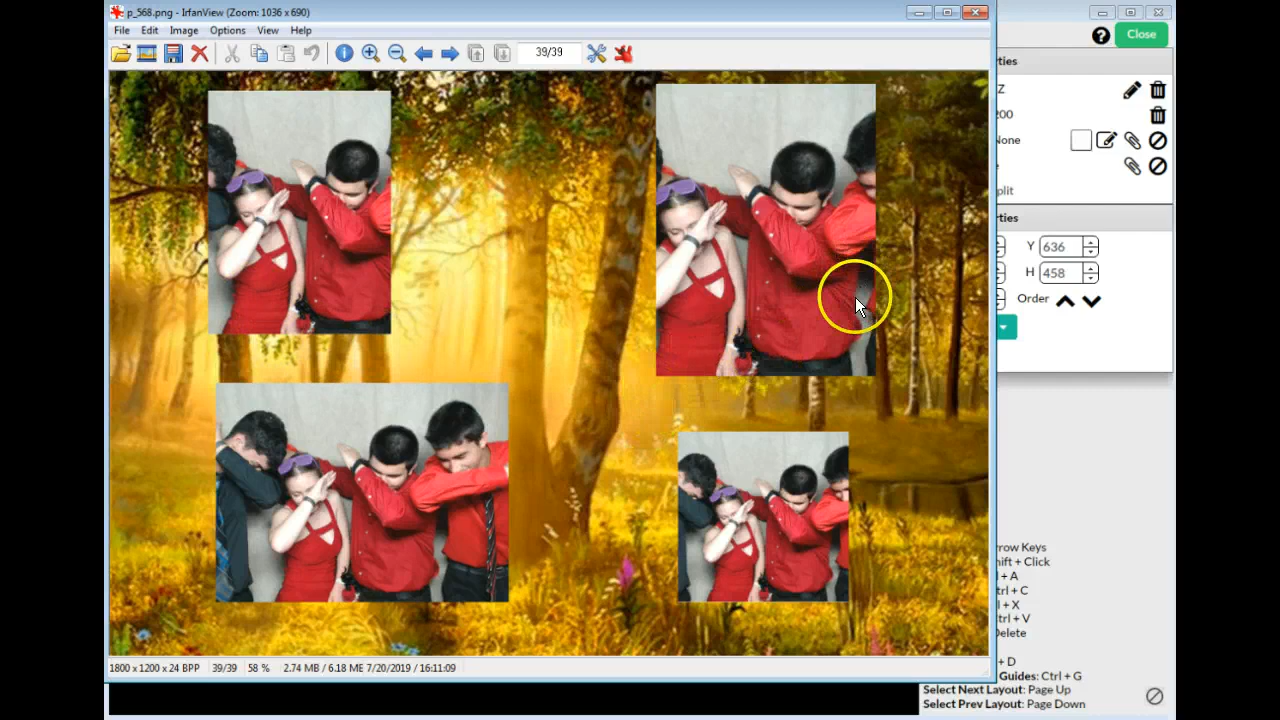 p_568.png - IrfanView (Zoom: 1036 x 690)
File Edit Image Options View Help
39/39
? Close
rties
Z
200
None
e
split
rties
Y 636
H 458
Order
rrow Keys
hift + Click
l + A
trl + C
l + X
trl + V
Delete
+ D
Guides: Ctrl + G
Select Next Layout: Page Up
Select Prev Layout: Page Down
1800 x 1200 x 24 BPP 39/39 58 % 2.74 MB / 6.18 ME 7/20/2019 / 16:11:09